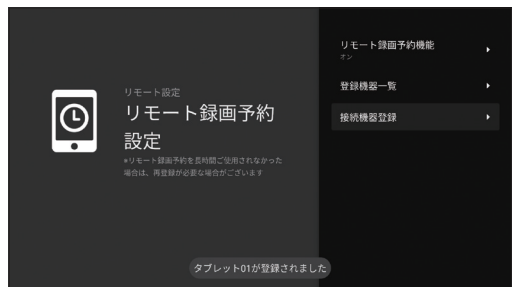 リモート設定
リモート録画予約
設定
*リモート録画予約を長時間ご使用されなかった
場合は、再登録が必要な場合がございます
リモート録画予約機能
オン
登録機器一覧
接続機器登録
タブレット01が登録されました